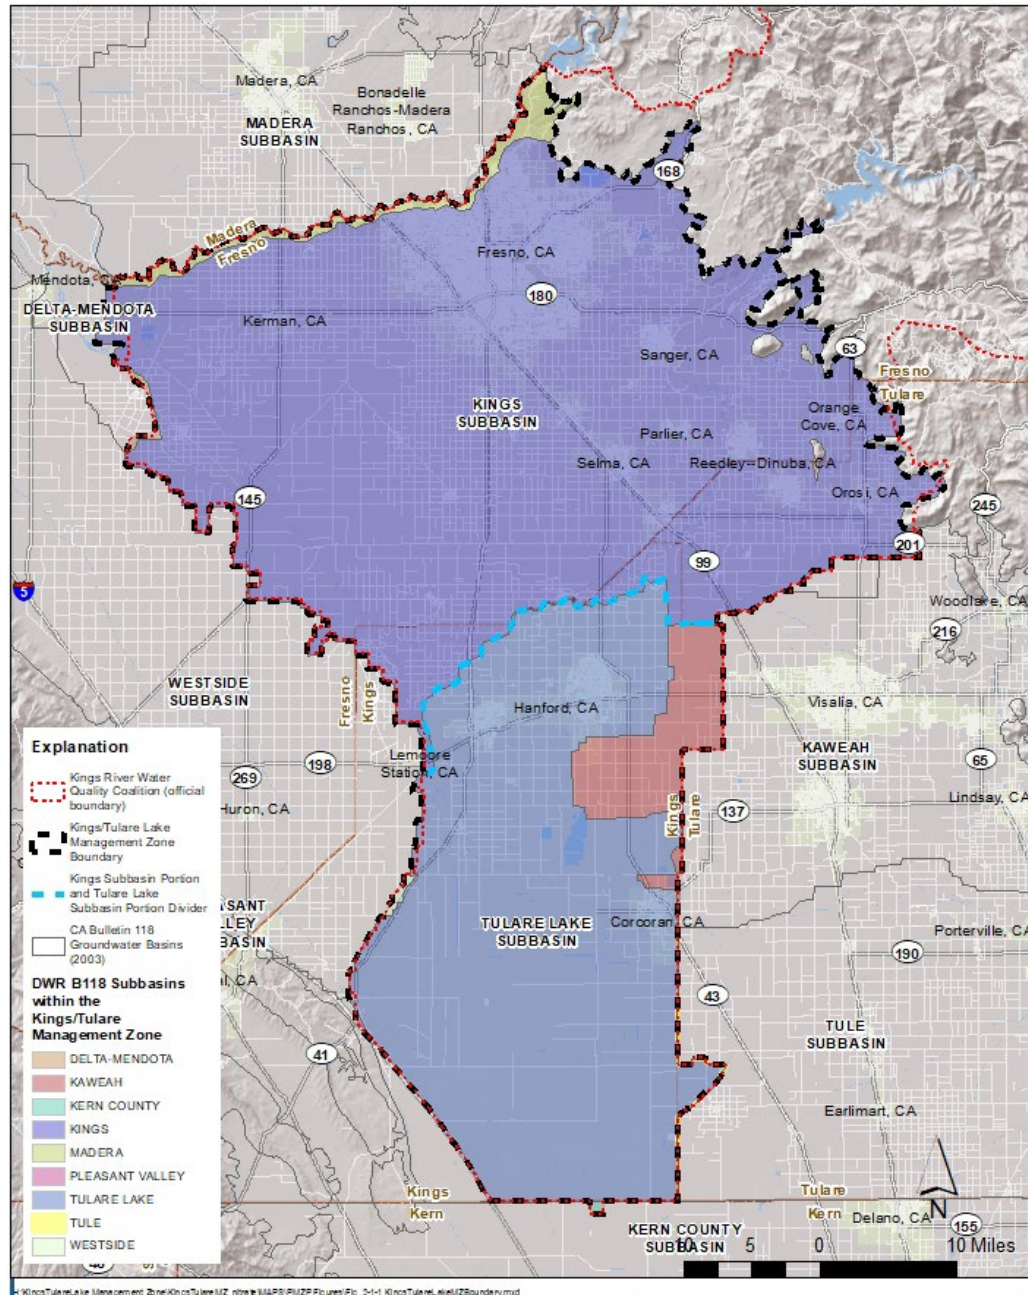 Madera, CA
Bonadelle
Ranchos-Madera
Ranchos, CA
MADERA
SUBBASIN
168
Madera
Fresno
Fresno, CA
Mendota,
180
DELTA-MENDOTA
SUBBASIN
Kerman, CA
Sanger, CA
63
Fresno
Tulare
KINGS
SUBBASIN
Orange
Cove, CA
Parlier, CA
Selma, CA
Reedley--Dinuba, CA
Orosi, CA
145
245
201
99
5
Woodlake, CA
216
WESTSIDE
SUBBASIN
Fresno
Kings
Hanford, CA
Visalia, CA
KAWEAH
SUBBASIN
Lemoore
Station, CA
198
269
65
Huron, CA
Kings
Tulare
137
Lindsay, CA
TULARE LAKE
SUBBASIN
Corcoran, CA
Porterville, CA
190
43
TULE
SUBBASIN
41
Earlimart, CA
Kings
Kern
Tulare
Kern
Delano, CA
155
KERN COUNTY
SUBBASIN
N
10 5 0 10 Miles
Explanation
Kings River Water
Quality Coalition (official
boundary)
Kings/Tulare Lake
Management Zone
Boundary
Kings Subbasin Portion
and Tulare Lake
Subbasin Portion Divider
CA Bulletin 118
Groundwater Basins
(2003)
DWR B118 Subbasins
within the
Kings/Tulare
Management Zone
DELTA-MENDOTA
KAWEAH
KERN COUNTY
KINGS
MADERA
PLEASANT VALLEY
TULARE LAKE
TULE
WESTSIDE